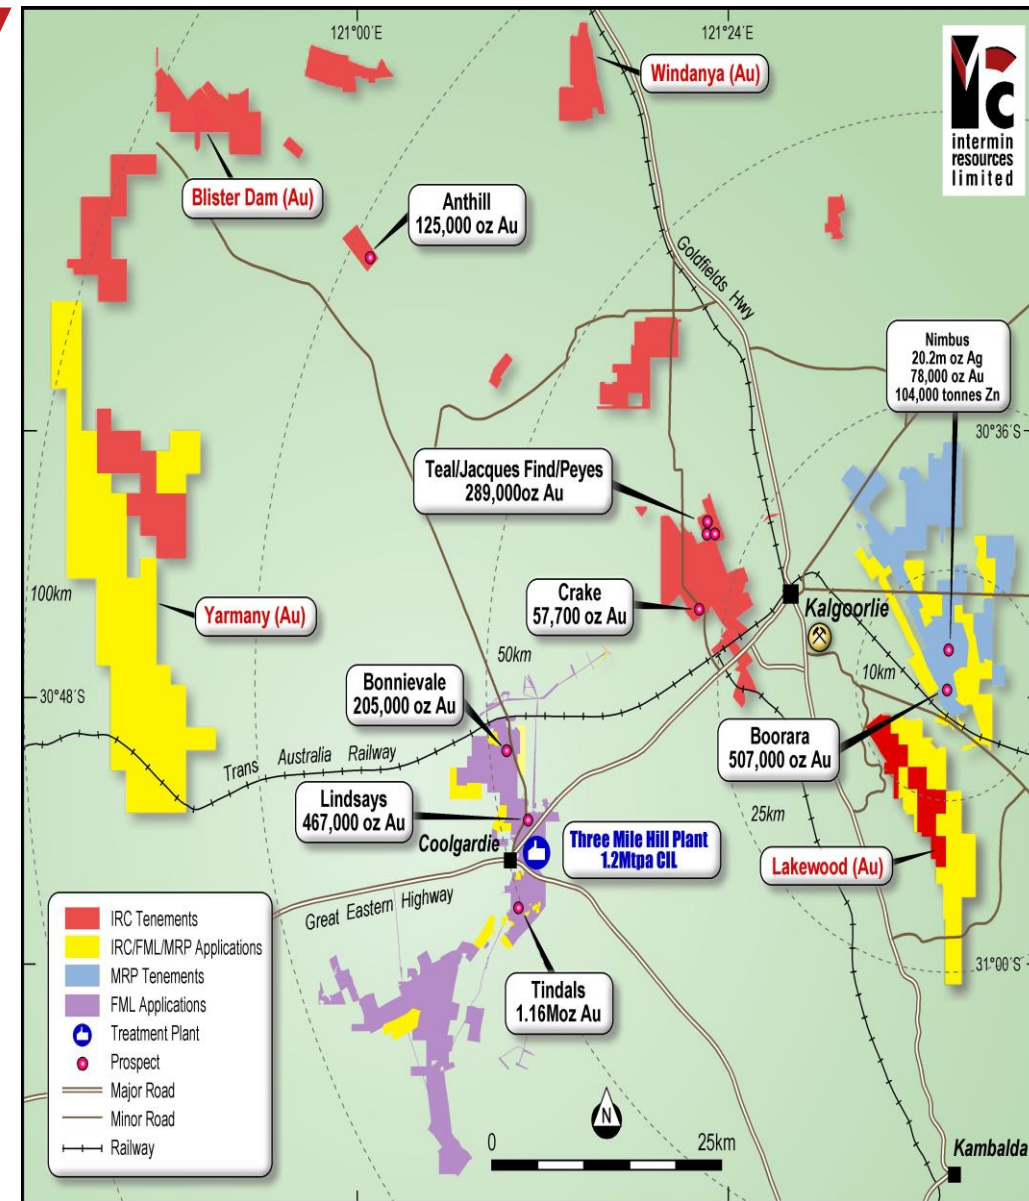 121°00´E
121°24´E
intermin
resources
limited
Windanya (Au)
Blister Dam (Au)
Anthill
125,000 oz Au
Goldfields Hwy
Nimbus
20.2m oz Ag
78,000 oz Au
104,000 tonnes Zn
30°36´S
Teal/Jacques Find/Peyes
289,000oz Au
100km
Yarmany (Au)
Crake
57,700 oz Au
Kalgoorlie
50km
10km
Bonnievale
205,000 oz Au
30°48´S
Boorara
507,000 oz Au
Trans Australia Railway
Lindsays
467,000 oz Au
25km
Coolgardie
Three Mile Hill Plant
1.2Mtpa CIL
Lakewood (Au)
Great Eastern Highway
31°00´S
Tindals
1.16Moz Au
IRC Tenements
IRC/FML/MRP Applications
MRP Tenements
FML Applications
Treatment Plant
Prospect
Major Road
Minor Road
Railway
N
0 25km
Kambalda